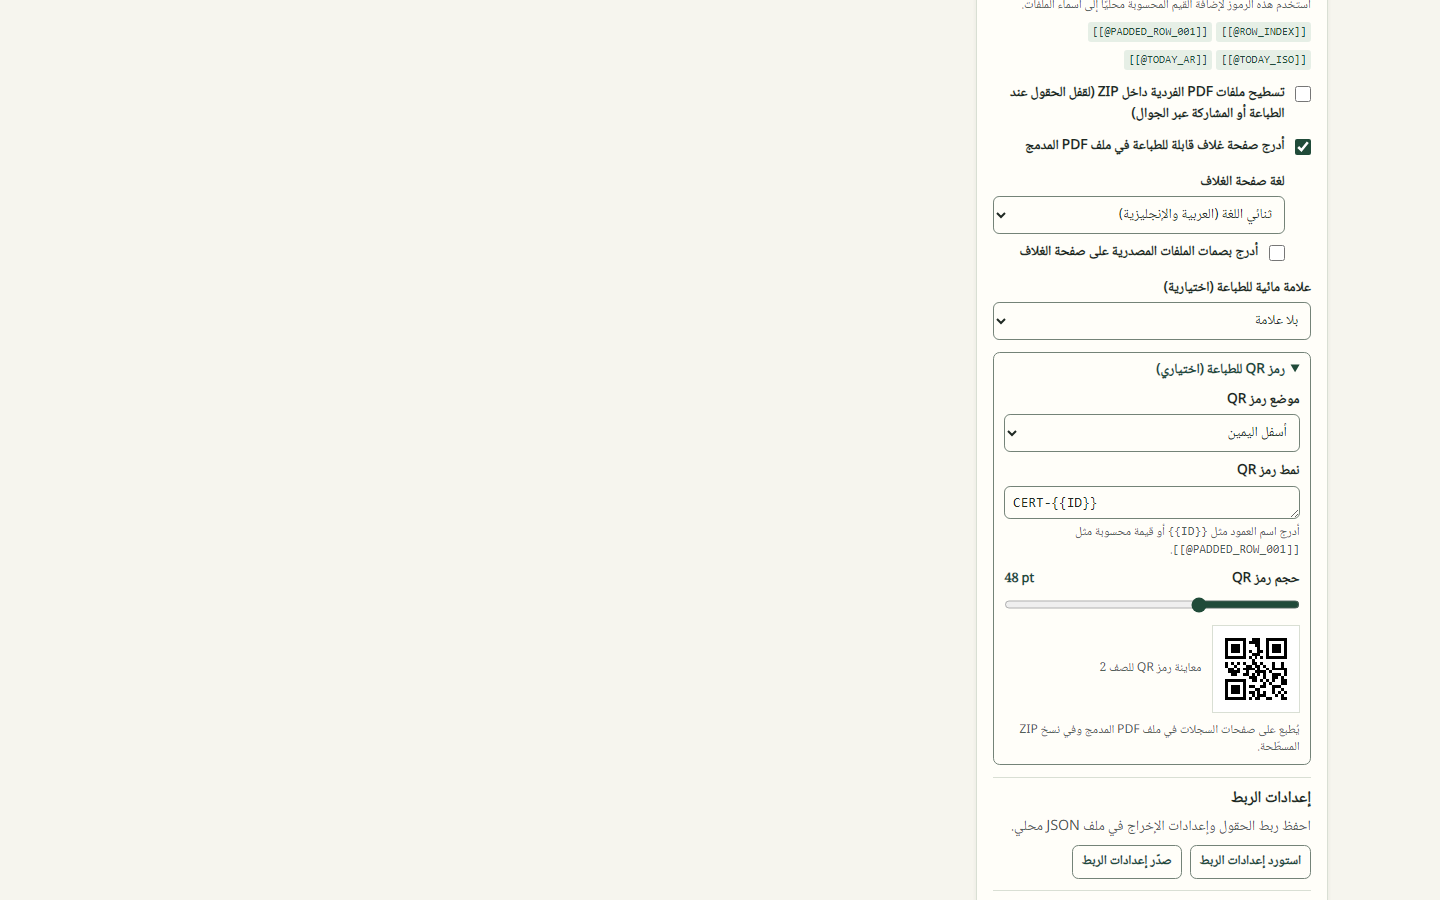 استخدم هذه الرموز لإضافة القيم المحسوبة محليًا إلى أسماء الملفات.
[[@ROW_INDEX]] [[@PADDED_ROW_001]]
[[@TODAY_ISO]] [[@TODAY_AR]]
تسطيح ملفات PDF الفردية داخل ZIP (لقفل الحقول عند
الطباعة أو المشاركة عبر الجوال)
أدرج صفحة غلاف قابلة للطباعة في ملف PDF المدمج
لغة صفحة الغلاف
ثنائي اللغة (العربية والإنجليزية)
أدرج بصمات الملفات المصدرية على صفحة الغلاف
علامة مائية للطباعة (اختيارية)
بلا علامة
▼ رمز QR للطباعة (اختياري)
موضع رمز QR
أسفل اليمين
نمط رمز QR
CERT-{{ID}}
أدرج اسم العمود مثل {{ID}} أو قيمة محسوبة مثل
[[@PADDED_ROW_001]].
حجم رمز QR 48 pt
معاينة رمز QR للصف 2
يُطبع على صفحات السجلات في ملف PDF المدمج وفي نسخ ZIP
المسطّحة.
إعدادات الربط
احفظ ربط الحقول وإعدادات الإخراج في ملف JSON محلي.
استورد إعدادات الربط صدّر إعدادات الربط